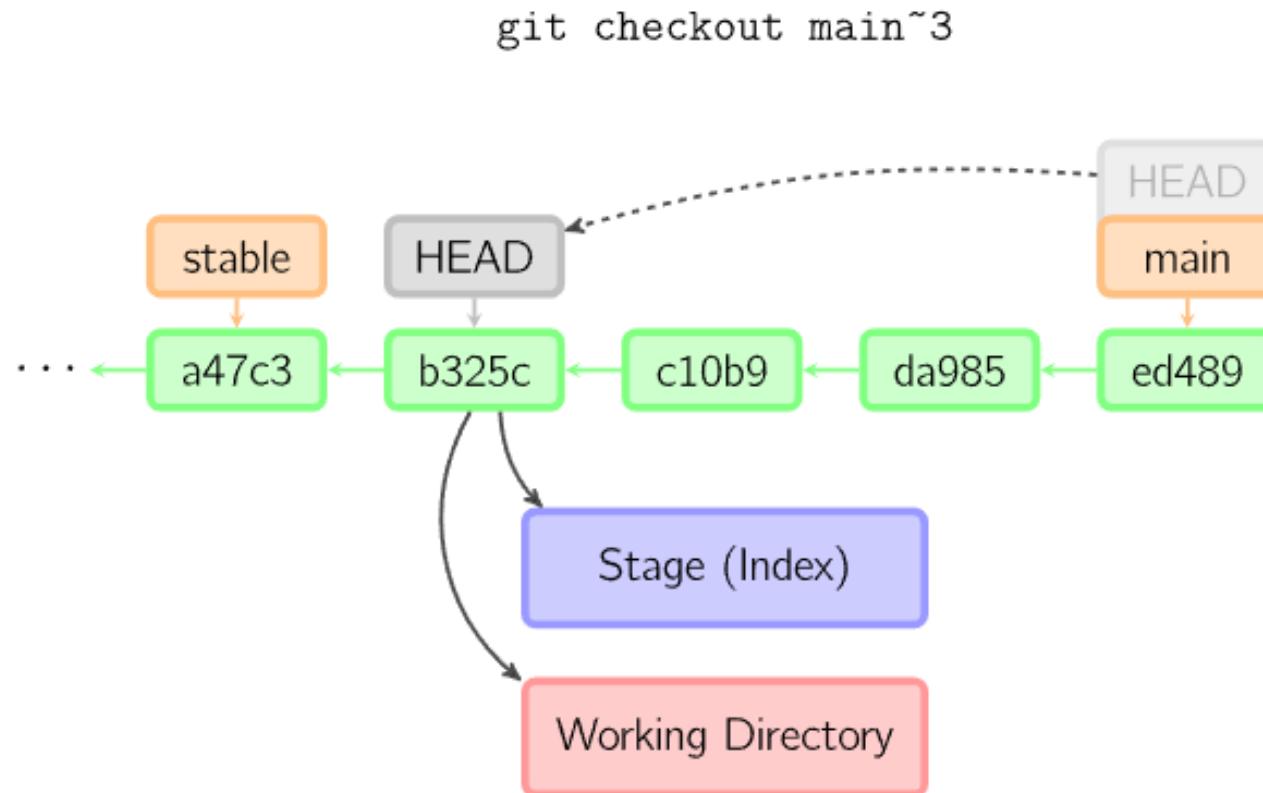 git checkout main~3
HEAD
stable
HEAD
main
...
a47c3
b325c
c10b9
da985
ed489
Stage (Index)
Working Directory